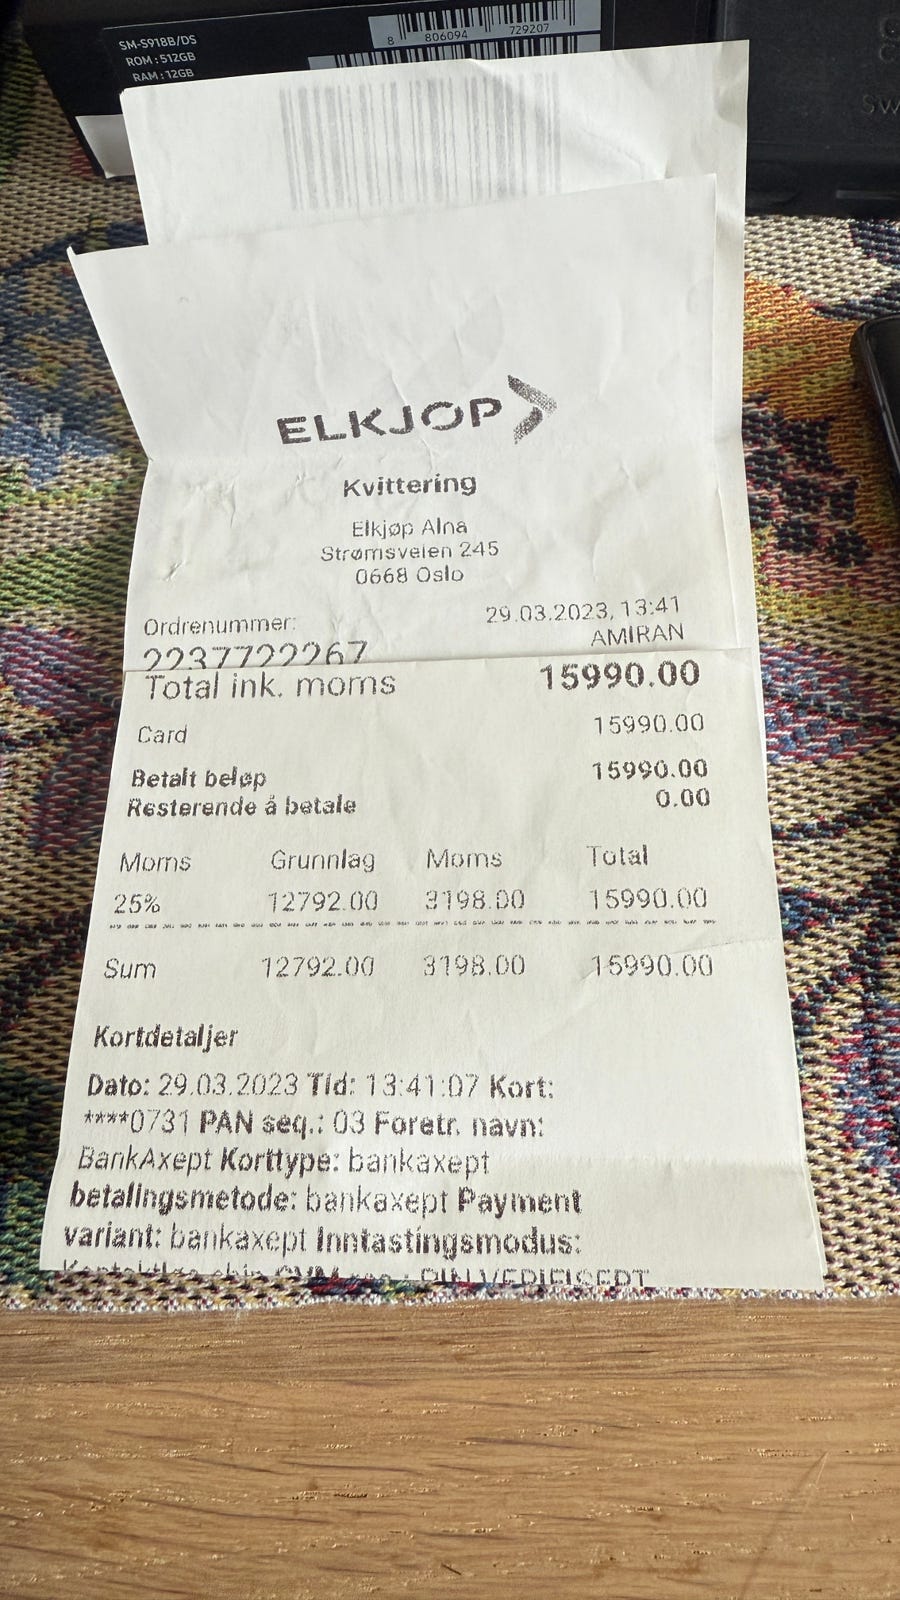 SM-S918B/DS
ROM : 512GB
RAM : 12GB
8 806094 729207
SW
ELKJØP
Kvittering
Elkjøp Alna
Strømsveien 245
0668 Oslo
Ordrenummer:
29.03.2023, 13:41
AMIRAN
2237722267
Total ink. moms 15990.00
Card 15990.00
Betalt beløp 15990.00
Resterende å betale 0.00
Moms Grunnlag Moms Total
25% 12792.00 3198.00 15990.00
Sum 12792.00 3198.00 15990.00
Kortdetaljer
Dato: 29.03.2023 Tid: 13:41:07 Kort:
****0731 PAN seq.: 03 Foretr. navn:
BankAxept Korttype: bankaxept
betalingsmetode: bankaxept Payment
variant: bankaxept Inntastingsmodus: